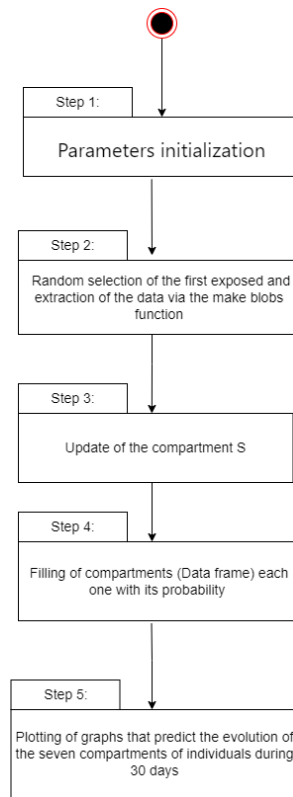 Step 1:
Parameters initialization
Step 2:
Random selection of the first exposed and
extraction of the data via the make blobs
function
Step 3:
Update of the compartment S
Step 4:
Filling of compartments (Data frame) each
one with its probability
Step 5:
Plotting of graphs that predict the evolution of
the seven compartments of individuals during
30 days